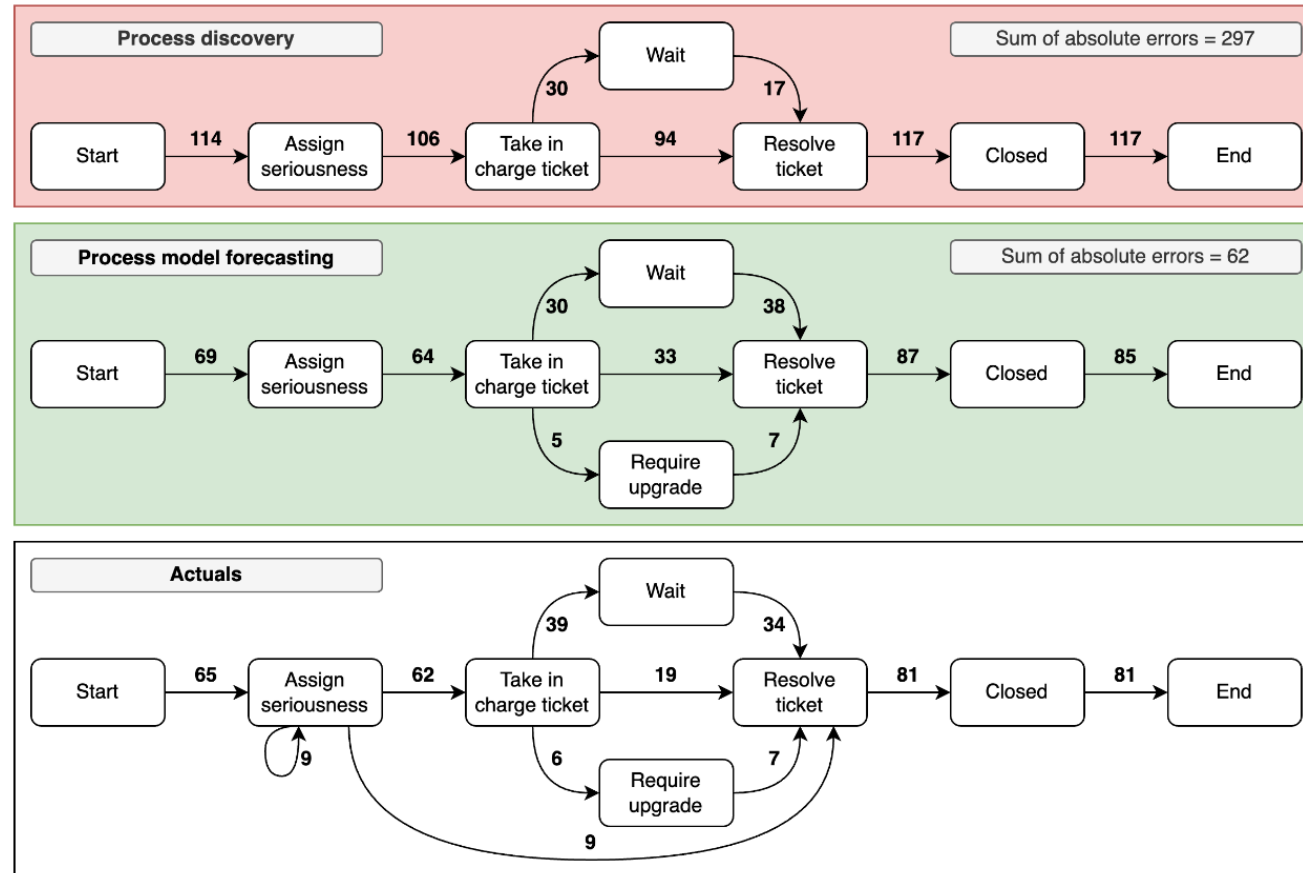 Process discovery
Sum of absolute errors = 297
Wait
30
17
Start
114
Assign
seriousness
106
Take in
charge ticket
94
Resolve
ticket
117
Closed
117
End
Process model forecasting
Sum of absolute errors = 62
Wait
30
38
Start
69
Assign
seriousness
64
Take in
charge ticket
33
Resolve
ticket
87
Closed
85
End
5
7
Require
upgrade
Actuals
Wait
39
34
Start
65
Assign
seriousness
62
Take in
charge ticket
19
Resolve
ticket
81
Closed
81
End
9
6
7
Require
upgrade
9